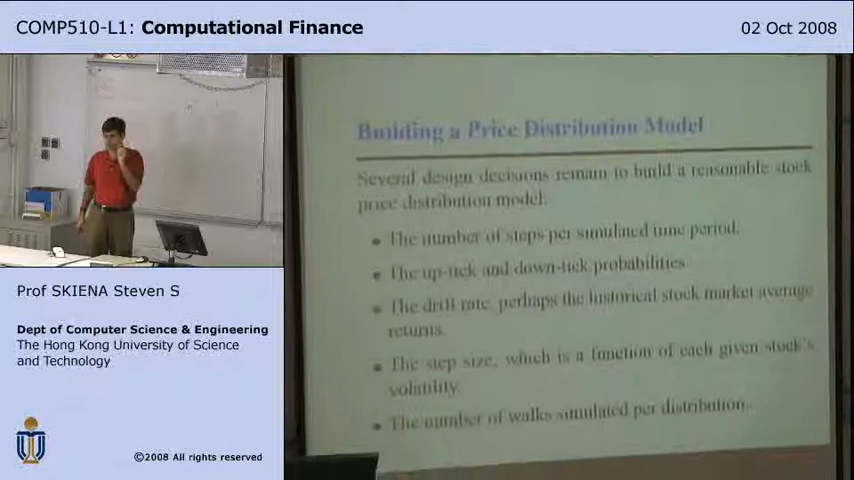 COMP510-L1: Computational Finance
02 Oct 2008
Building a Price Distribution Model
Several design decisions remain to build a reasonable stock
price distribution model:
• The number of steps per simulated time period.
• The up-tick and down-tick probabilities.
• The drift rate, perhaps the historical stock market average
returns.
• The step size, which is a function of each given stock's
volatility.
• The number of walks simulated per distribution.
Prof SKIENA Steven S
Dept of Computer Science & Engineering
The Hong Kong University of Science
and Technology
©2008 All rights reserved